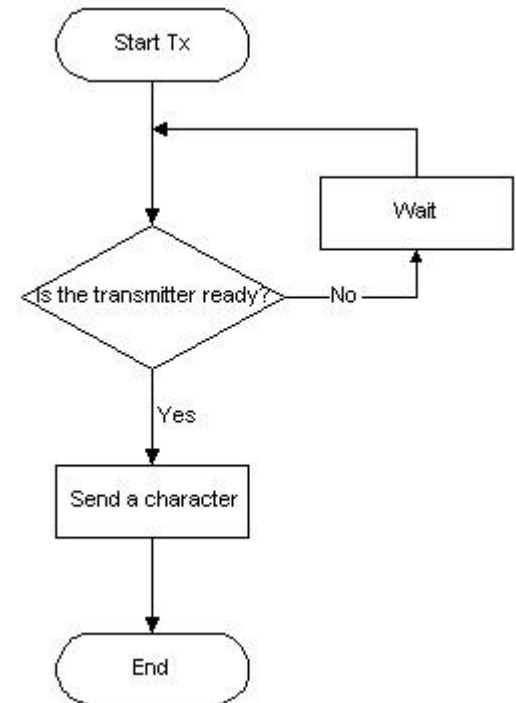 Start Tx
Wait
Is the transmitter ready?
No
Yes
Send a character
End